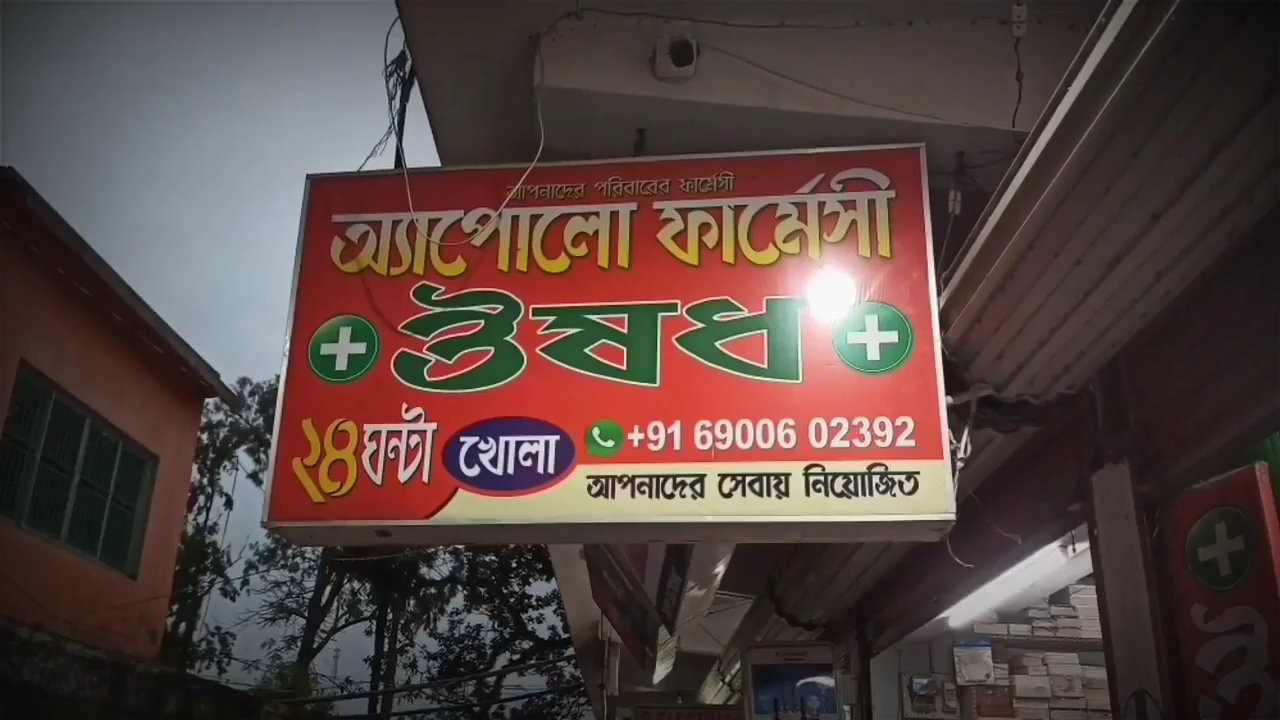 আপনাদের পরিবারের ফার্মেসী
অ্যাপোলো ফার্মেসী
ঔষধ
২৪ ঘন্টা খোলা +91 69006 02392
আপনাদের সেবায় নিয়োজিত